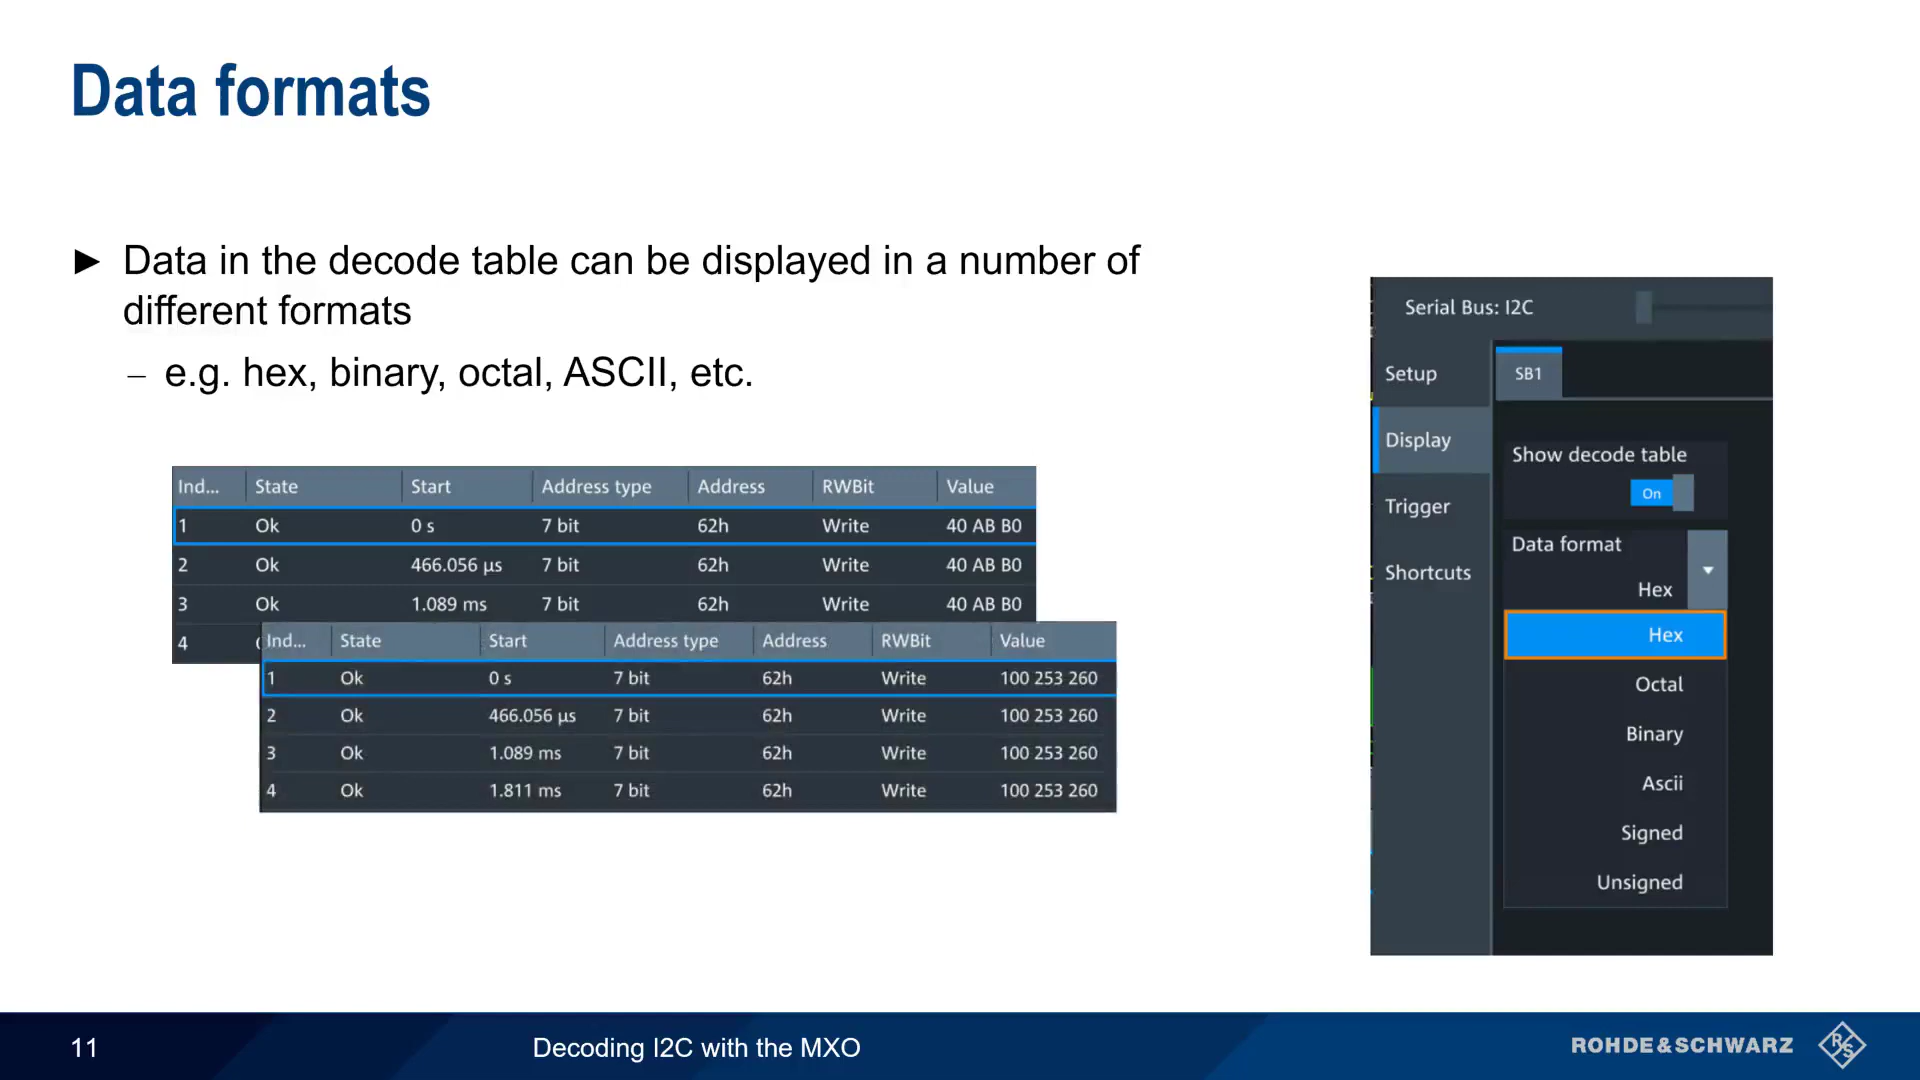 Data formats
► Data in the decode table can be displayed in a number of
different formats
– e.g. hex, binary, octal, ASCII, etc.
Ind... State Start Address type Address RWBit Value
1 Ok 0 s 7 bit 62h Write 40 AB B0
2 Ok 466.056 µs 7 bit 62h Write 40 AB B0
3 Ok 1.089 ms 7 bit 62h Write 40 AB B0
4
Ind... State Start Address type Address RWBit Value
1 Ok 0 s 7 bit 62h Write 100 253 260
2 Ok 466.056 µs 7 bit 62h Write 100 253 260
3 Ok 1.089 ms 7 bit 62h Write 100 253 260
4 Ok 1.811 ms 7 bit 62h Write 100 253 260
Serial Bus: I2C
Setup
Display
Trigger
Shortcuts
SB1
Show decode table
On
Data format
Hex
Hex
Octal
Binary
Ascii
Signed
Unsigned
11
Decoding I2C with the MXO
ROHDE&SCHWARZ
R&S